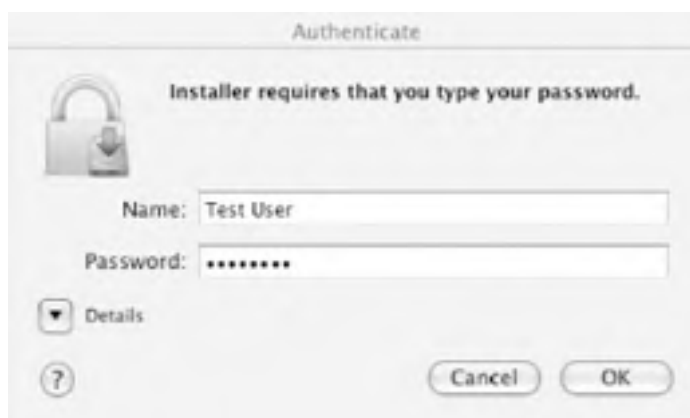 Authenticate
Installer requires that you type your password.
Name: Test User
Password: ••••••••
Details
? Cancel OK